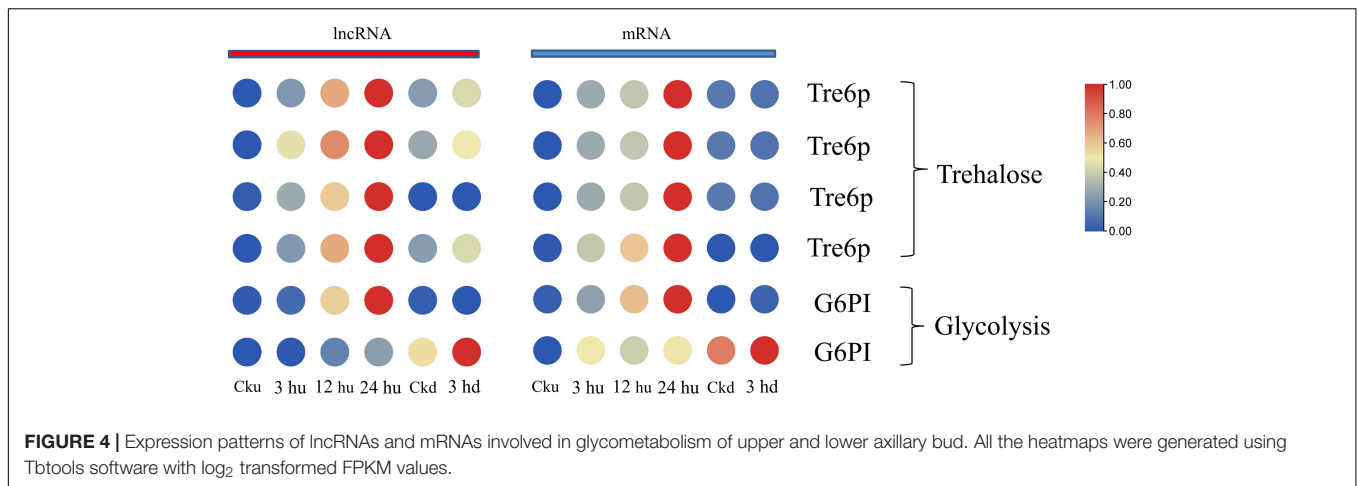 lncRNA
mRNA
Tre6p
Tre6p
Tre6p
Tre6p
G6PI
G6PI
Trehalose
Glycolysis
1.00
0.80
0.60
0.40
0.20
0.00
Cku 3 hu 12 hu 24 hu Ckd 3 hd
Cku 3 hu 12 hu 24 hu Ckd 3 hd
FIGURE 4 | Expression patterns of lncRNAs and mRNAs involved in glycometabolism of upper and lower axillary bud. All the heatmaps were generated using
Tbtools software with log2 transformed FPKM values.